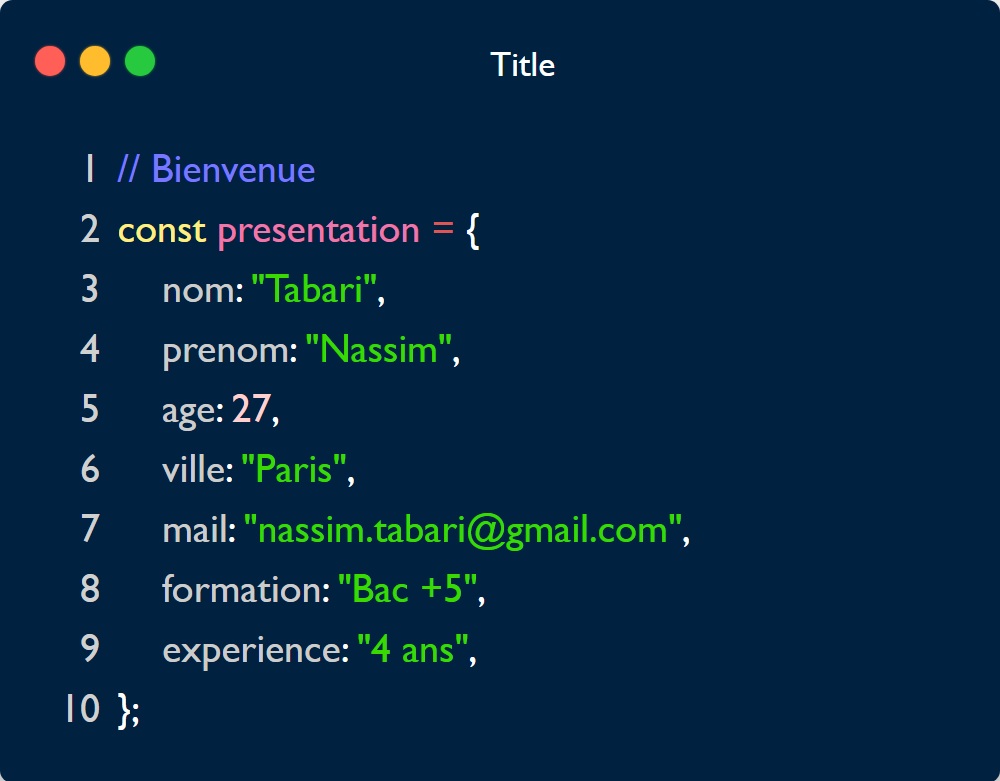 Title
1 // Bienvenue
2 const presentation = {
3 nom: "Tabari",
4 prenom: "Nassim",
5 age: 27,
6 ville: "Paris",
7 mail: "nassim.tabari@gmail.com",
8 formation: "Bac +5",
9 experience: "4 ans",
10 };